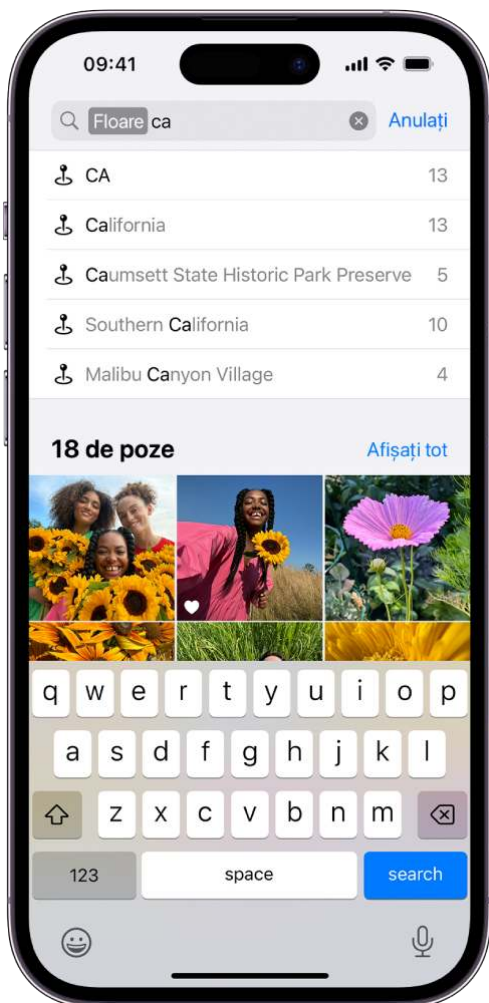 09:41
Floare ca Anulați
CA 13
California 13
Caumsett State Historic Park Preserve 5
Southern California 10
Malibu Canyon Village 4
18 de poze Afișați tot
q w e r t y u i o p
a s d f g h j k l
z x c v b n m
123 space search